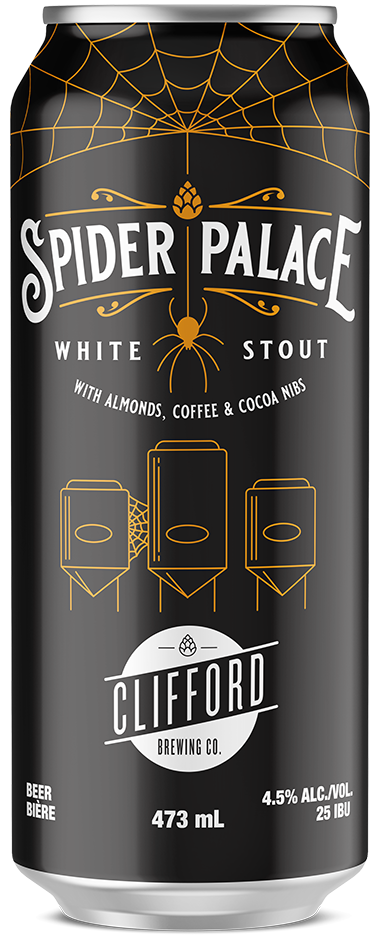 SPIDER PALACE
WHITE STOUT
WITH ALMONDS, COFFEE & COCOA NIBS
CLIFFORD
BREWING CO.
BEER
BIÈRE
473 mL
4.5% ALC./VOL.
25 IBU